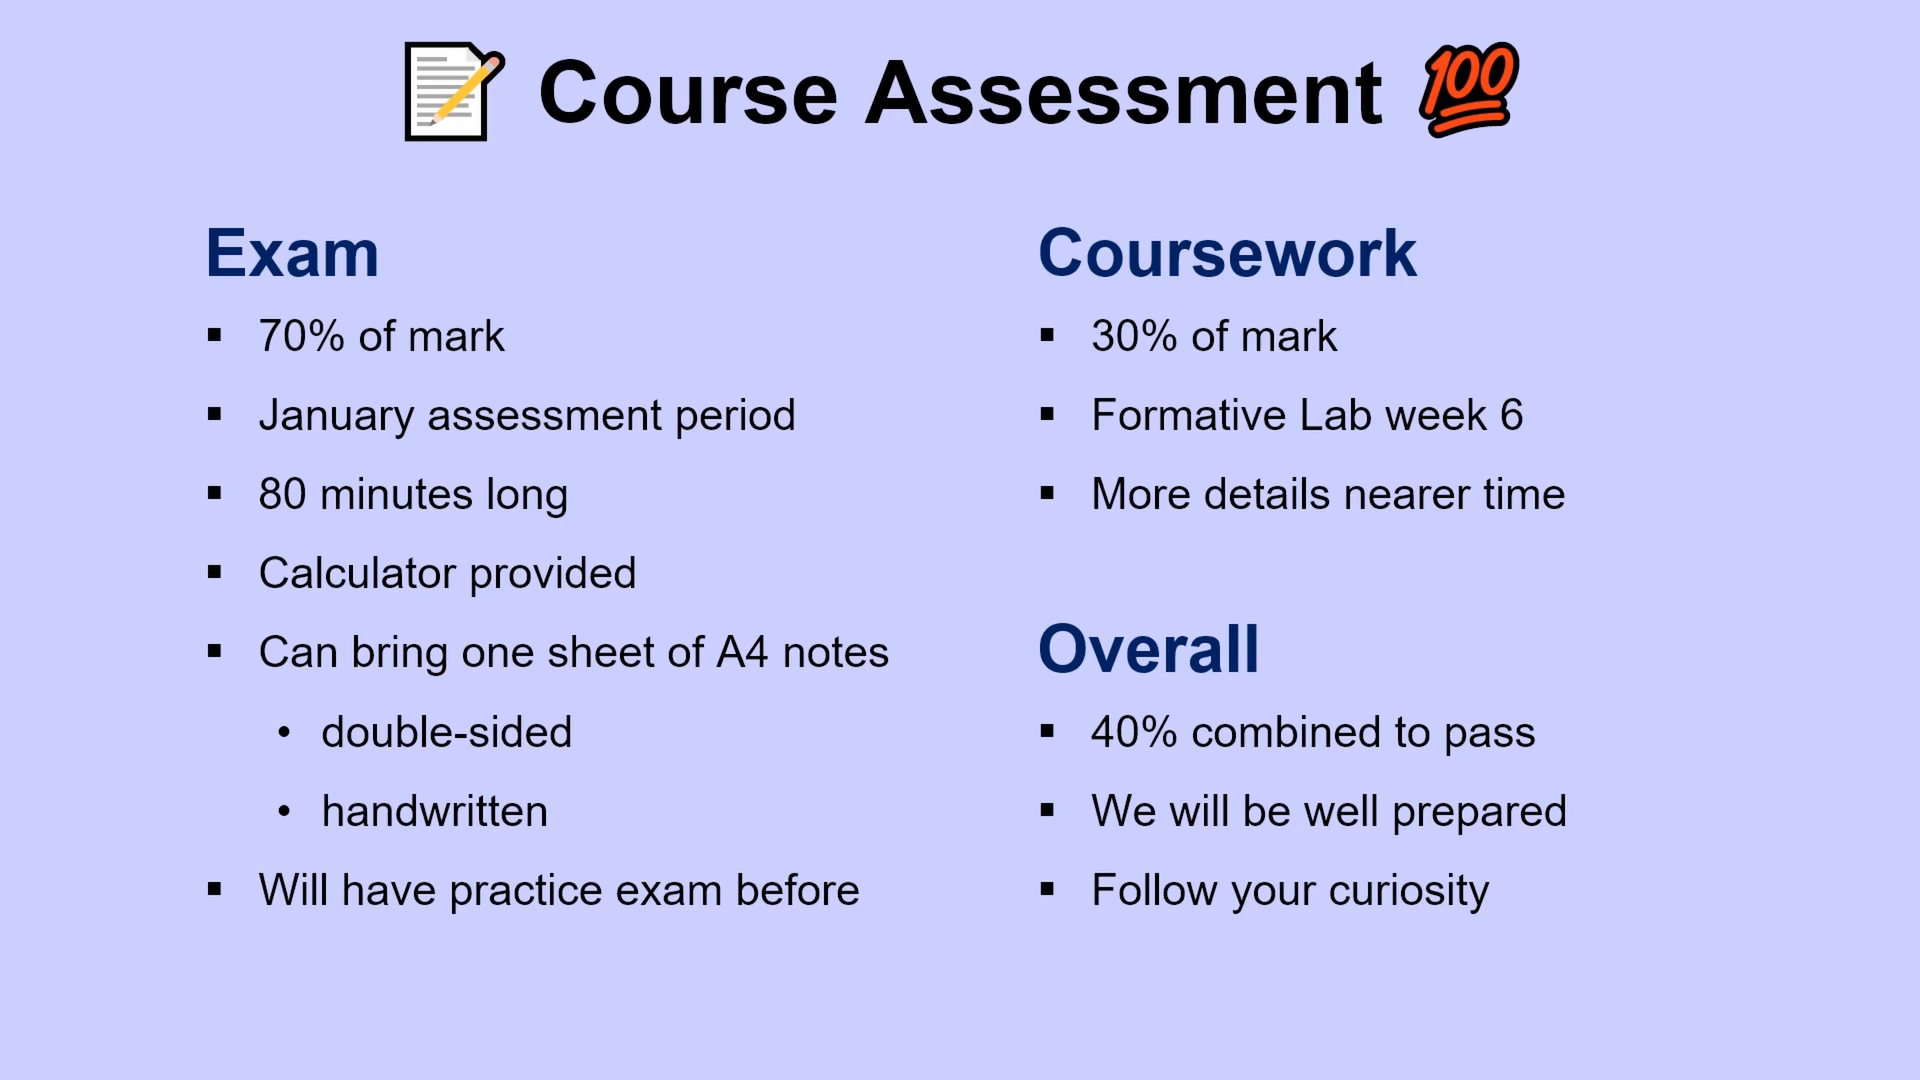 📝 Course Assessment 💯
Exam
▪ 70% of mark
▪ January assessment period
▪ 80 minutes long
▪ Calculator provided
▪ Can bring one sheet of A4 notes
• double-sided
• handwritten
▪ Will have practice exam before
Coursework
▪ 30% of mark
▪ Formative Lab week 6
▪ More details nearer time
Overall
▪ 40% combined to pass
▪ We will be well prepared
▪ Follow your curiosity